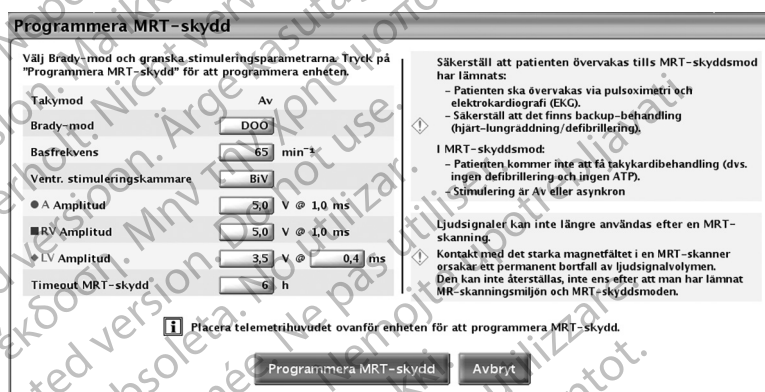 Programmera MRT-skydd
Välj Brady-mod och granska stimuleringsparametrarna. Tryck på
"Programmera MRT-skydd" för att programmera enheten.
Takymod Av
Brady-mod DOO
Basfrekvens 65 min⁻¹
Ventr. stimuleringskammare BiV
A Amplitud 5,0 V @ 1,0 ms
RV Amplitud 5,0 V @ 1,0 ms
LV Amplitud 3,5 V @ 0,4 ms
Timeout MRT-skydd 6 h
Säkerställ att patienten övervakas tills MRT-skyddsmod
har lämnats:
- Patienten ska övervakas via pulsoximetri och
elektrokardiografi (EKG).
- Säkerställ att det finns backup-behandling
(hjärt-lungräddning/defibrillering).
I MRT-skyddsmod:
- Patienten kommer inte att få takykardibehandling (dvs.
ingen defibrillering och ingen ATP).
- Stimulering är Av eller asynkron
Ljudsignaler kan inte längre användas efter en MRT-
skanning.
Kontakt med det starka magnetfältet i en MRT-skanner
orsakar ett permanent bortfall av ljudsignalvolymen.
Den kan inte återställas, inte ens efter att man har lämnat
MR-skanningsmiljön och MRT-skyddsmoden.
Placera telemetrihuvudet ovanför enheten för att programmera MRT-skydd.
Programmera MRT-skydd Avbryt